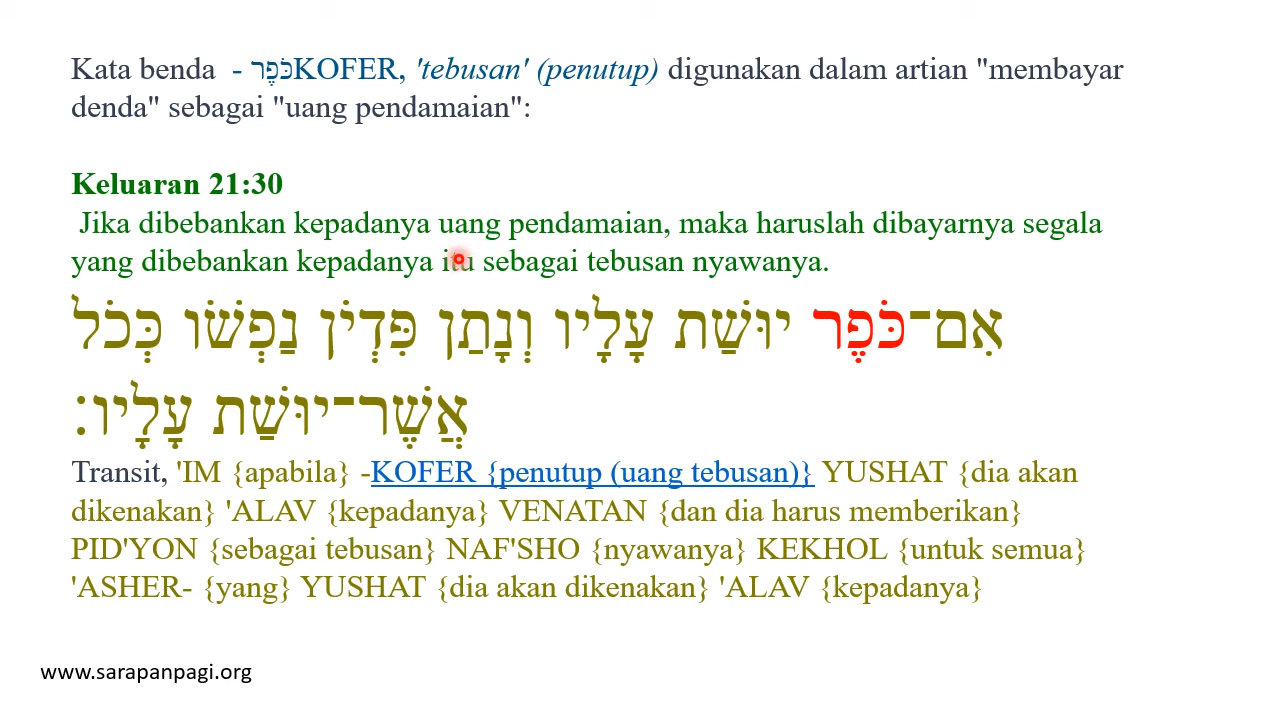 Kata benda - כֹּפֶר KOFER, 'tebusan' (penutup) digunakan dalam artian "membayar
denda" sebagai "uang pendamaian":
Keluaran 21:30
Jika dibebankan kepadanya uang pendamaian, maka haruslah dibayarnya segala
yang dibebankan kepadanya itu sebagai tebusan nyawanya.
אִם־כֹּפֶר יוּשַׁת עָלָיו וְנָתַן פִּדְיֹן נַפְשֹׁו כְּכֹל
אֲשֶׁר־יוּשַׁת עָלָיו׃
Transit, 'IM {apabila} -KOFER {penutup (uang tebusan)} YUSHAT {dia akan
dikenakan} 'ALAV {kepadanya} VENATAN {dan dia harus memberikan}
PID'YON {sebagai tebusan} NAF'SHO {nyawanya} KEKHOL {untuk semua}
'ASHER- {yang} YUSHAT {dia akan dikenakan} 'ALAV {kepadanya}
www.sarapanpagi.org